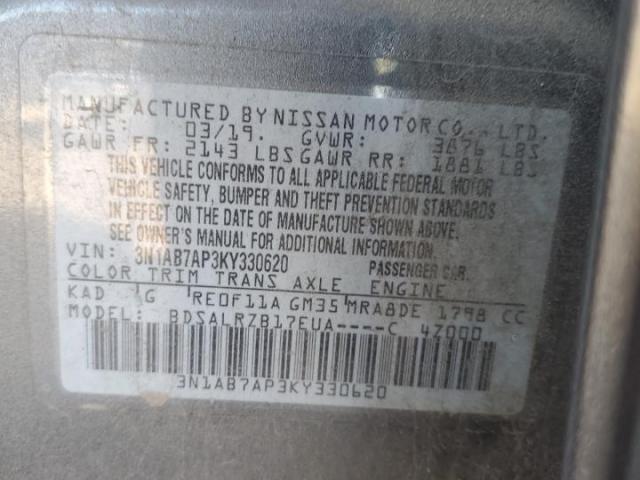 MANUFACTURED BY NISSAN MOTOR CO., LTD.
DATE: 03/19. GVWR: 3876 LBS
GAWR FR: 2143 LBS GAWR RR: 1881 LBS
THIS VEHICLE CONFORMS TO ALL APPLICABLE FEDERAL MOTOR
VEHICLE SAFETY, BUMPER AND THEFT PREVENTION STANDARDS
IN EFFECT ON THE DATE OF MANUFACTURE SHOWN ABOVE.
SEE OWNER'S MANUAL FOR ADDITIONAL INFORMATION.
VIN: 3N1AB7AP3KY330620 PASSENGER CAR.
COLOR TRIM TRANS AXLE ENGINE
KAD G RE0F11A GM35 MRA8DE 1798 CC
MODEL: BDSALRZB17EUA----C 4Z000
3N1AB7AP3KY330620